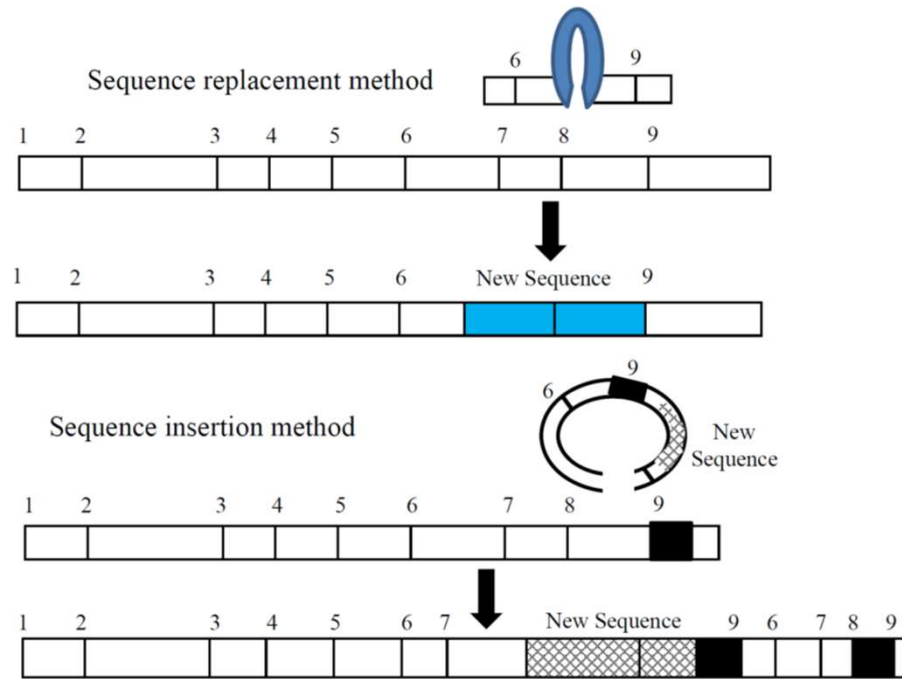 6 9
Sequence replacement method
1 2 3 4 5 6 7 8 9
1 2 3 4 5 6 New Sequence 9
9
6
Sequence insertion method
New
Sequence
1 2 3 4 5 6 7 8 9
1 2 3 4 5 6 7 New Sequence 9 6 7 8 9